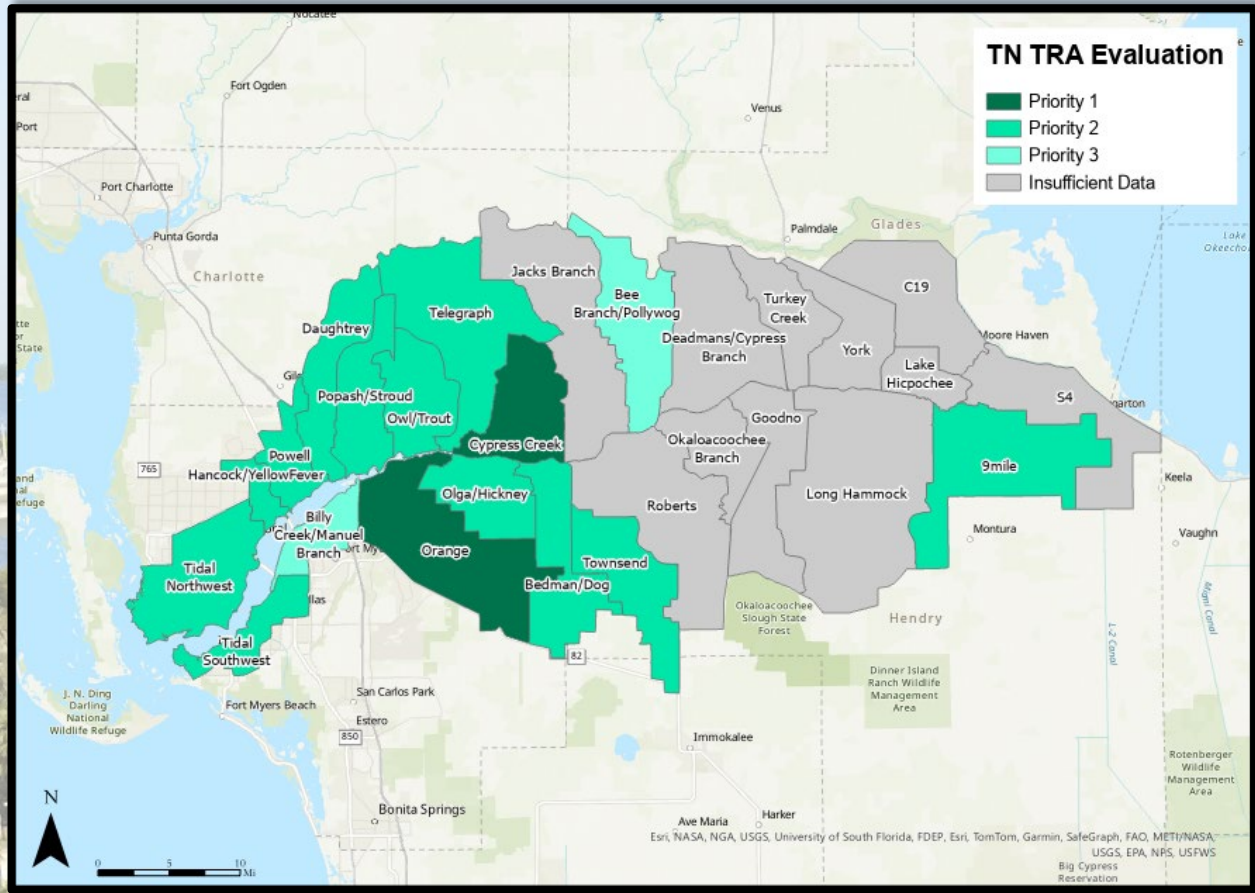 Nocatee
Fort Ogden
Port
Venus
TN TRA Evaluation
Priority 1
Priority 2
Priority 3
Insufficient Data
Port Charlotte
Punta Gorda
Charlotte
Palmdale
Glades
Lake
Jacks Branch
Bee
Branch/Pollywog
Turkey
Creek
C19
Telegraph
Daughtrey
Deadmans/Cypress
Branch
York
Moore Haven
Lake
Hicpochee
S4
Popash/Stroud
Owl/Trout
Goodno
Powell
Cypress Creek
Okaloacoochee
Branch
765
Hancock/YellowFever
9mile
Keela
Olga/Hickney
Long Hammock
Roberts
Billy
Creek/Manuel
Branch
Orange
Montura
Vaughn
Townsend
Tidal
Northwest
Bedman/Dog
Okaloacoochee
Slough State
Forest
Hendry
Miami Canal
L-2 Canal
Tidal
Southwest
82
Dinner Island
Ranch Wildlife
Management
Area
J. N. Ding
Darling
National
Wildlife Refuge
San Carlos Park
Fort Myers Beach
Estero
850
Immokalee
Rotenberger
Wildlife
Management
Area
N
Bonita Springs
Ave Maria
Harker
0 5 10
Mi
Esri, NASA, NGA, USGS, University of South Florida, FDEP, Esri, TomTom, Garmin, SafeGraph, FAO, METI/NASA,
USGS, EPA, NPS, USFWS
Big Cypress
Reservation